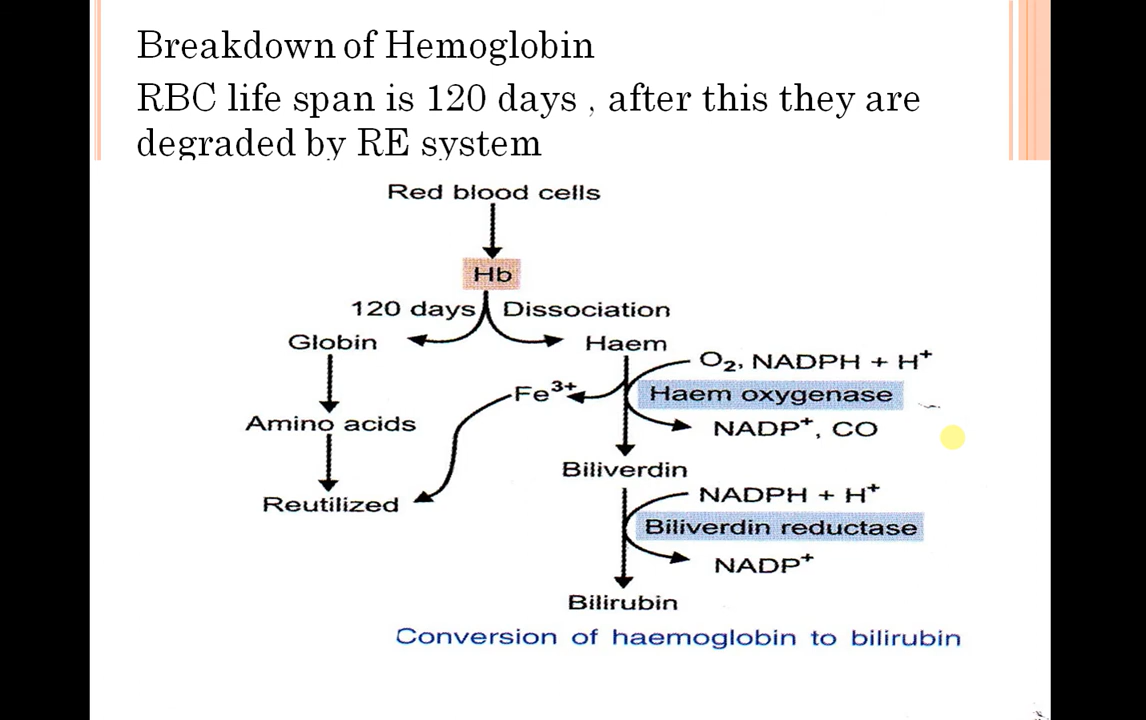 Breakdown of Hemoglobin
RBC life span is 120 days , after this they are
degraded by RE system
Red blood cells
Hb
120 days Dissociation
Globin
Haem
O₂, NADPH + H⁺
Fe³⁺
Haem oxygenase
Amino acids
NADP⁺, CO
Biliverdin
NADPH + H⁺
Reutilized
Biliverdin reductase
NADP⁺
Bilirubin
Conversion of haemoglobin to bilirubin